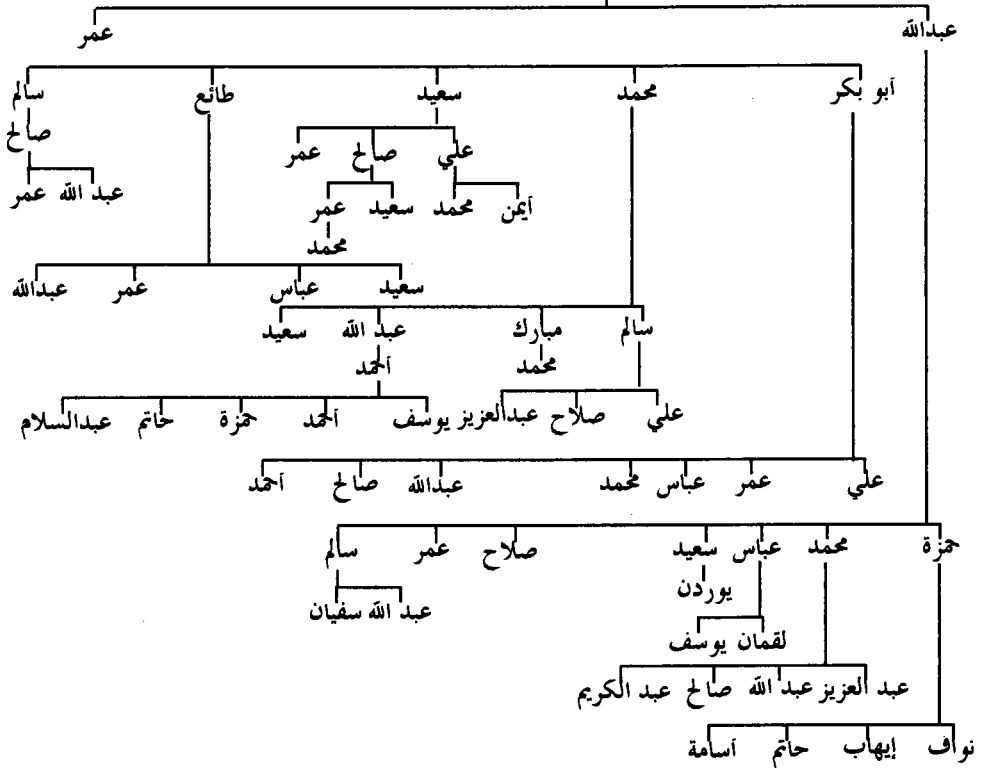 عبدالله عمر
أبو بكر محمد سعيد طائع سالم
صالح
علي صالح عمر
عبد الله عمر
أيمن محمد سعيد عمر
محمد
سعيد عباس عمر عبدالله
سالم مبارك عبد الله سعيد
محمد أحمد
علي صلاح عبدالعزيز يوسف أحمد حمزة حاتم عبدالسلام
علي عمر عباس محمد عبدالله صالح أحمد
حمزة محمد عباس سعيد صلاح عمر سالم
يوردن
عبد الله سفيان
لقمان يوسف
عبد العزيز عبد الله صالح عبد الكريم
نواف إيهاب حاتم أسامة